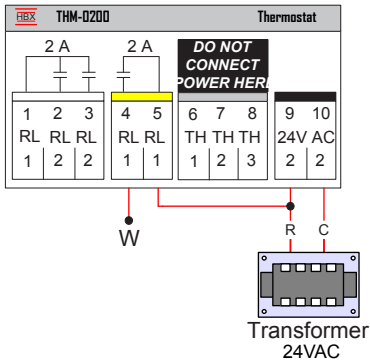 HBX THM-0200 Thermostat
2 A 2 A DO NOT
CONNECT
POWER HERE
1 2 3 4 5 6 7 8 9 10
RL RL RL RL RL TH TH TH 24V AC
1 2 2 1 1 1 2 3 2 2
W
R C
Transformer
24VAC